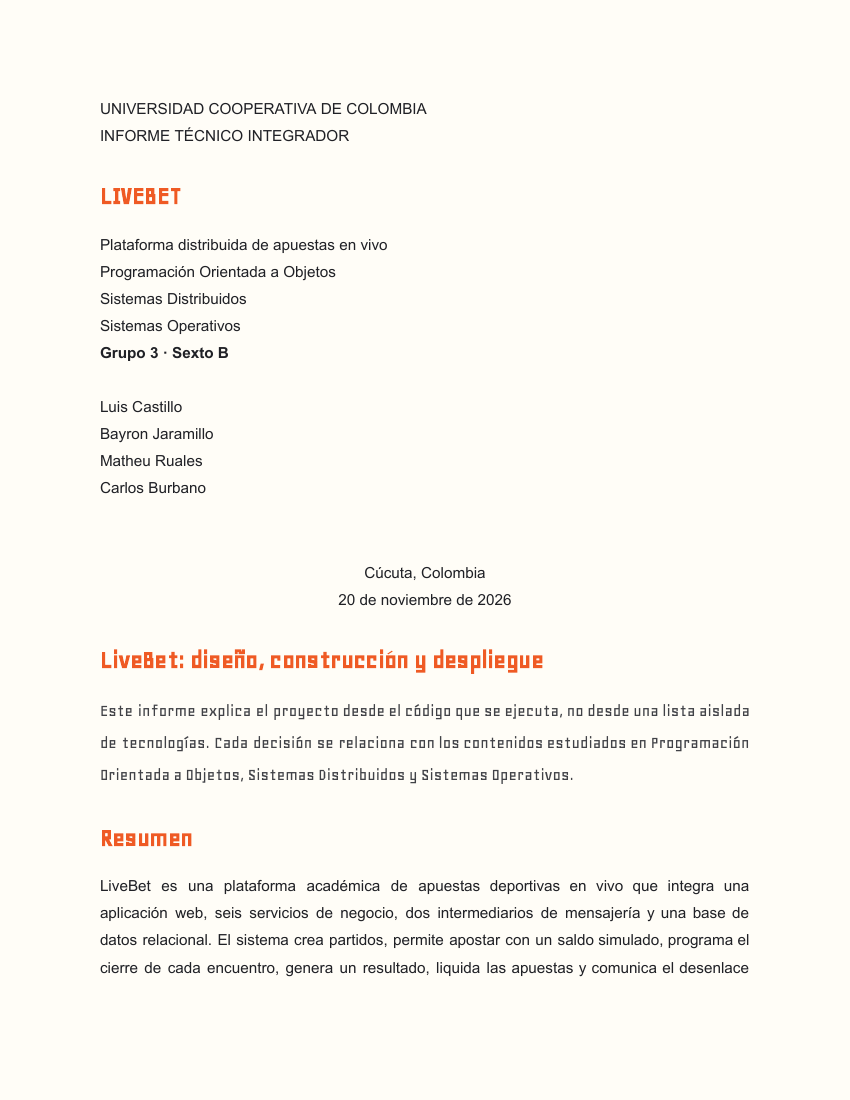 UNIVERSIDAD COOPERATIVA DE COLOMBIA
INFORME TÉCNICO INTEGRADOR
LIVEBET
Plataforma distribuida de apuestas en vivo
Programación Orientada a Objetos
Sistemas Distribuidos
Sistemas Operativos
Grupo 3 · Sexto B
Luis Castillo
Bayron Jaramillo
Matheu Ruales
Carlos Burbano
Cúcuta, Colombia
20 de noviembre de 2026
LiveBet: diseño, construcción y despliegue
Este informe explica el proyecto desde el código que se ejecuta, no desde una lista aislada
de tecnologías. Cada decisión se relaciona con los contenidos estudiados en Programación
Orientada a Objetos, Sistemas Distribuidos y Sistemas Operativos.
Resumen
LiveBet es una plataforma académica de apuestas deportivas en vivo que integra una
aplicación web, seis servicios de negocio, dos intermediarios de mensajería y una base de
datos relacional. El sistema crea partidos, permite apostar con un saldo simulado, programa el
cierre de cada encuentro, genera un resultado, liquida las apuestas y comunica el desenlace